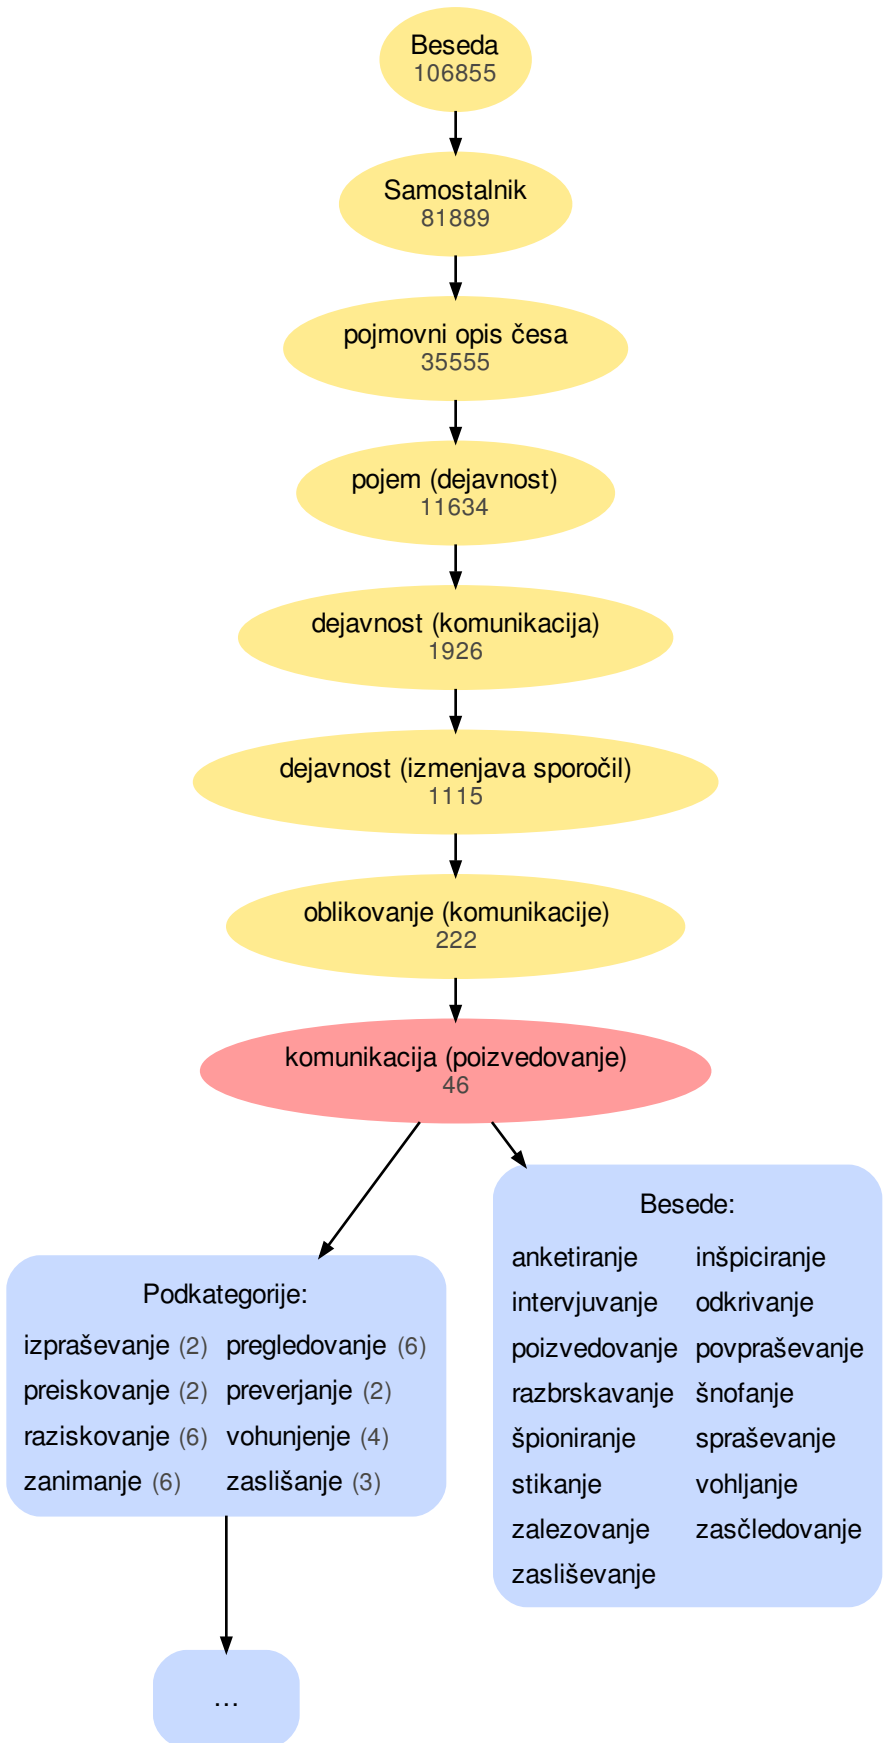 Beseda
106855
Samostalnik
81889
pojmovni opis česa
35555
pojem (dejavnost)
11634
dejavnost (komunikacija)
1926
dejavnost (izmenjava sporočil)
1115
oblikovanje (komunikacije)
222
komunikacija (poizvedovanje)
46
Podkategorije:
izpraševanje (2) pregledovanje (6)
preiskovanje (2) preverjanje (2)
raziskovanje (6) vohunjenje (4)
zanimanje (6) zaslišanje (3)
...
Besede:
anketiranje inšpiciranje
intervjuvanje odkrivanje
poizvedovanje povpraševanje
razbrskavanje šnofanje
špioniranje spraševanje
stikanje vohljanje
zalezovanje zasčledovanje
zasliševanje